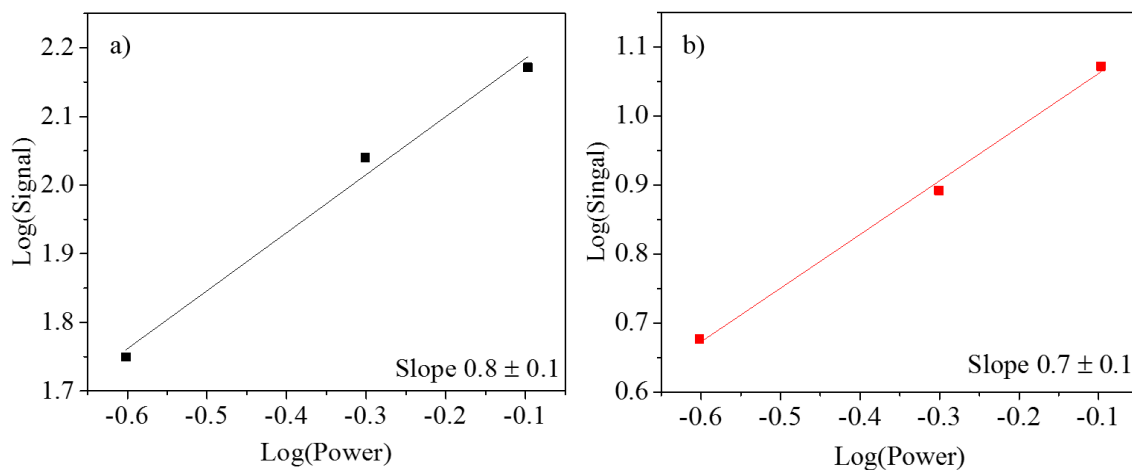 a)
2.2
2.1
2.0
1.9
1.8
1.7
Log(Signal)
-0.6 -0.5 -0.4 -0.3 -0.2 -0.1
Log(Power)
Slope 0.8 ± 0.1
b)
1.1
1.0
0.9
0.8
0.7
0.6
Log(Singal)
-0.6 -0.5 -0.4 -0.3 -0.2 -0.1
Log(Power)
Slope 0.7 ± 0.1